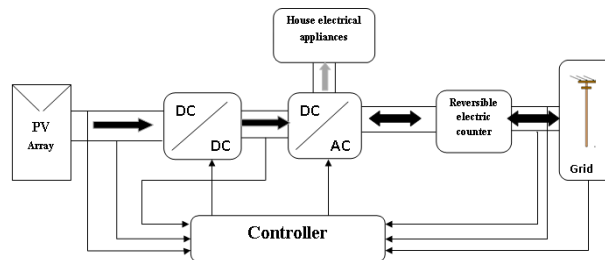 House electrical
appliances
PV
Array
DC
DC
DC
AC
Reversible
electric
counter
Grid
Controller